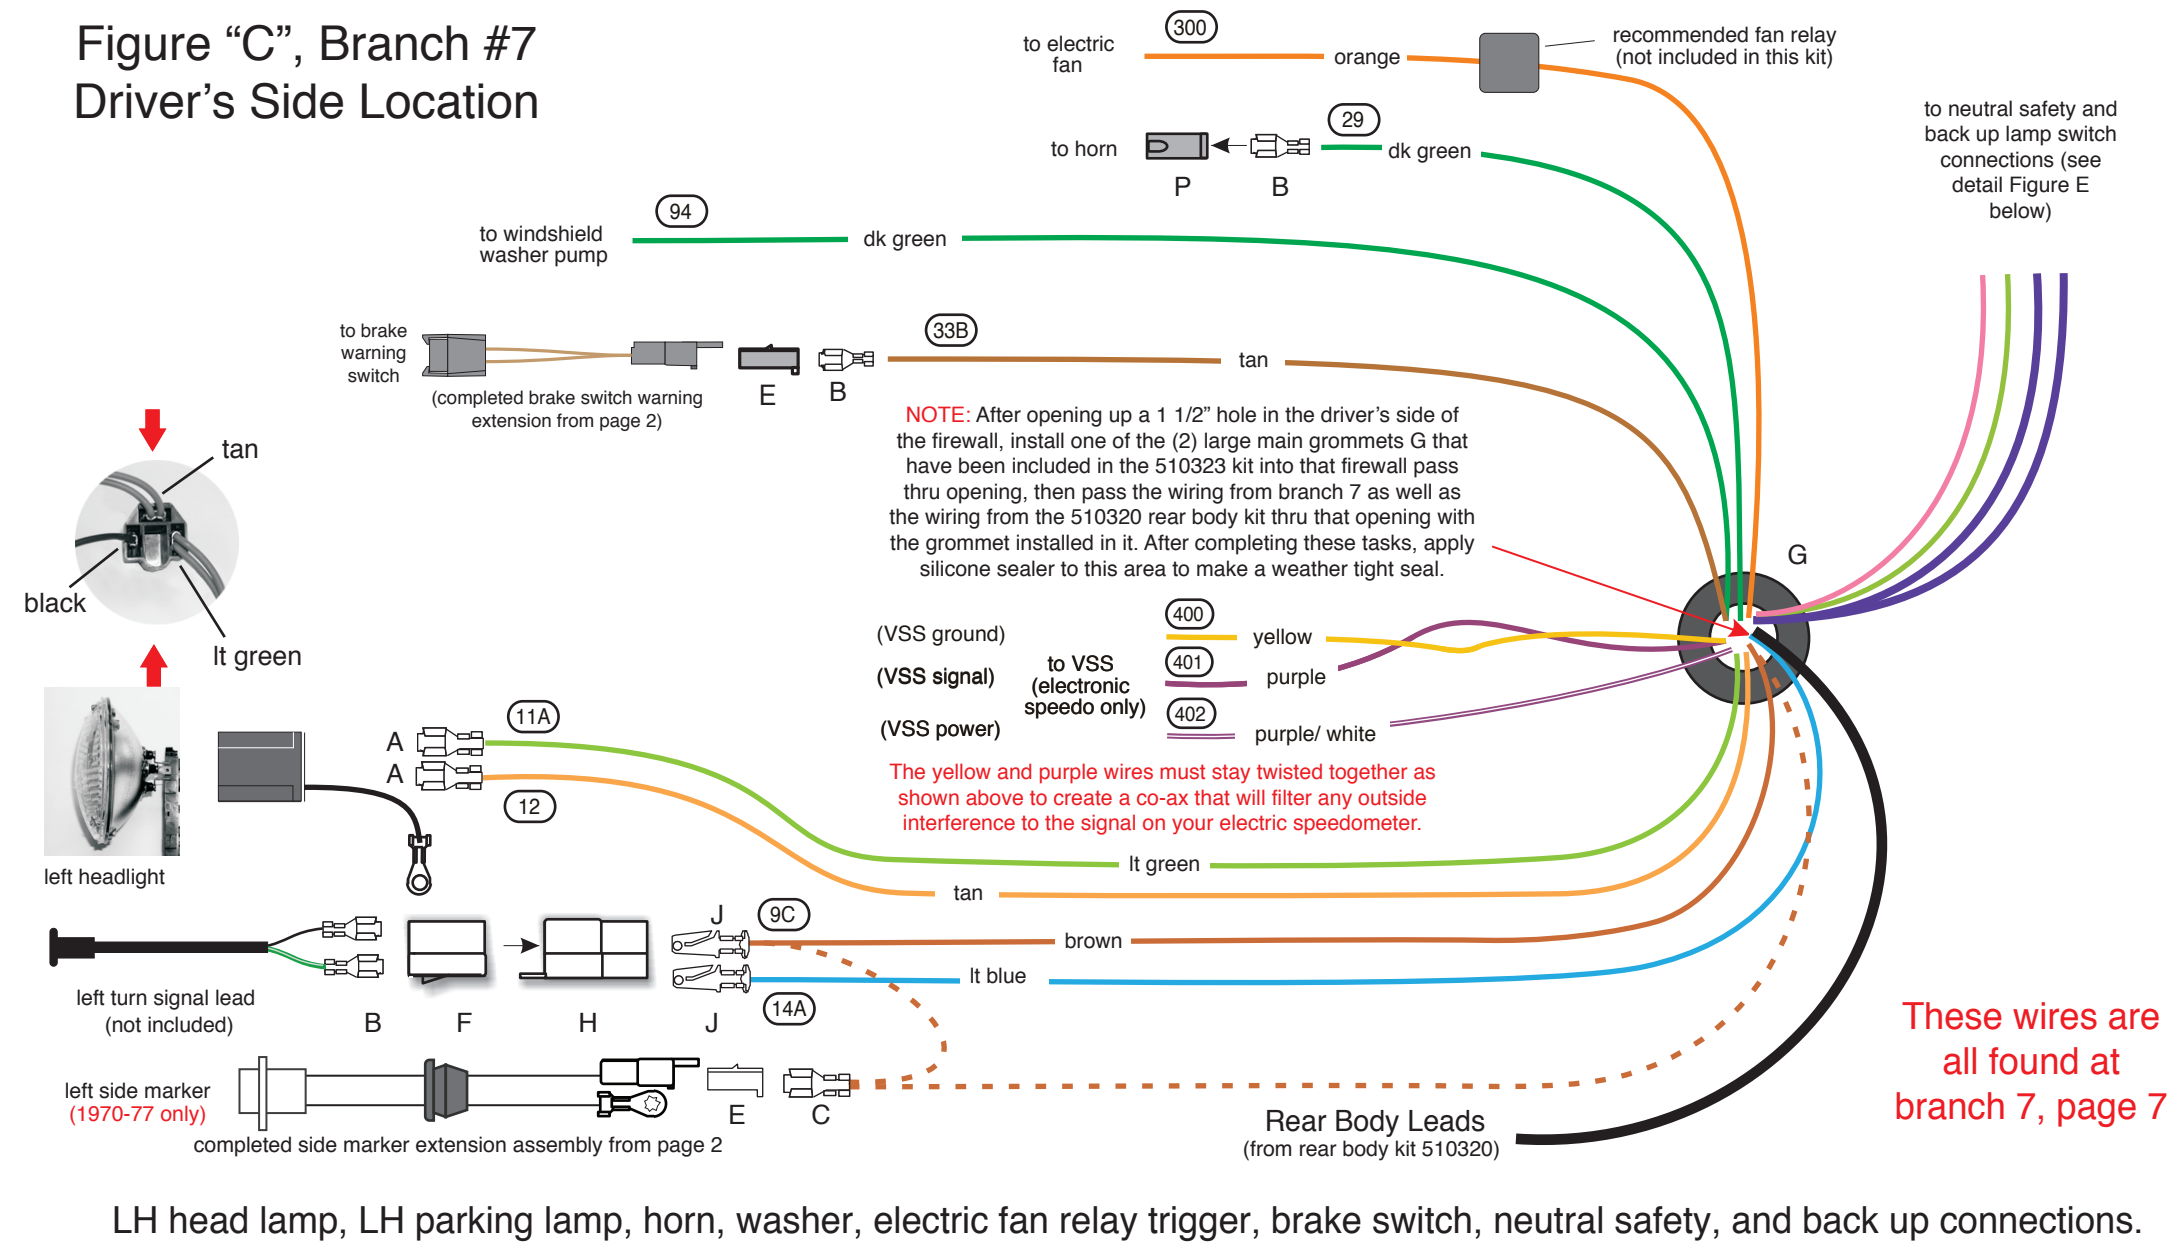 Figure “C”, Branch #7
Driver’s Side Location
300
to electric
fan
orange
recommended fan relay
(not included in this kit)
29
to horn
dk green
P
B
to neutral safety and
back up lamp switch
connections (see
detail Figure E
below)
94
to windshield
washer pump
dk green
33B
to brake
warning
switch
tan
(completed brake switch warning
extension from page 2)
E
B
NOTE: After opening up a 1 1/2” hole in the driver’s side of
the firewall, install one of the (2) large main grommets G that
have been included in the 510323 kit into that firewall pass
thru opening, then pass the wiring from branch 7 as well as
the wiring from the 510320 rear body kit thru that opening with
the grommet installed in it. After completing these tasks, apply
silicone sealer to this area to make a weather tight seal.
G
tan
black
lt green
400
(VSS ground)
yellow
401
(VSS signal)
to VSS
(electronic
speedo only)
purple
402
(VSS power)
purple/ white
The yellow and purple wires must stay twisted together as
shown above to create a co-ax that will filter any outside
interference to the signal on your electric speedometer.
11A
A
A
12
left headlight
lt green
tan
J
9C
brown
lt blue
14A
left turn signal lead
(not included)
B
F
H
J
left side marker
(1970-77 only)
E
C
completed side marker extension assembly from page 2
Rear Body Leads
(from rear body kit 510320)
These wires are
all found at
branch 7, page 7
LH head lamp, LH parking lamp, horn, washer, electric fan relay trigger, brake switch, neutral safety, and back up connections.